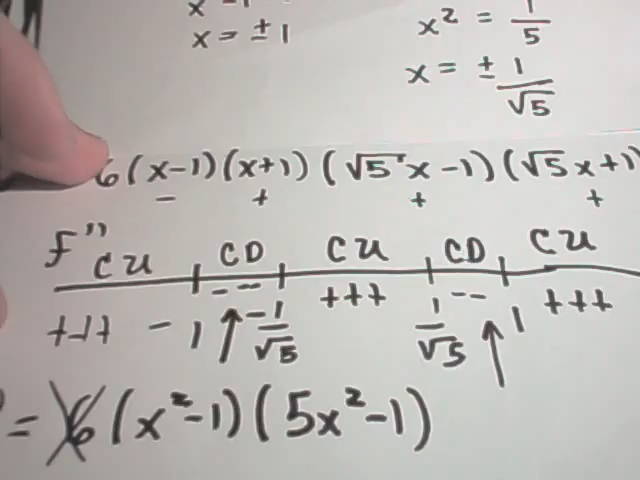 x = ± 1
x² = 1/5
x = ± 1/√5
6(x-1)(x+1)(√5x-1)(√5x+1)
- + + +
f" CU CD CU CD CU
-- +++ -- +++
+++ -1 -1/√5 1/√5 1
= 6(x²-1)(5x²-1)